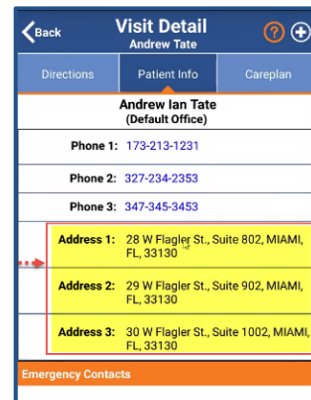 Back
Visit Detail
Andrew Tate
?
Directions
Patient Info
Careplan
Andrew Ian Tate
(Default Office)
Phone 1: 173-213-1231
Phone 2: 327-234-2353
Phone 3: 347-345-3453
Address 1: 28 W Flagler St., Suite 802, MIAMI,
FL, 33130
Address 2: 29 W Flagler St., Suite 902, MIAMI,
FL, 33130
Address 3: 30 W Flagler St., Suite 1002, MIAMI,
FL, 33130
Emergency Contacts